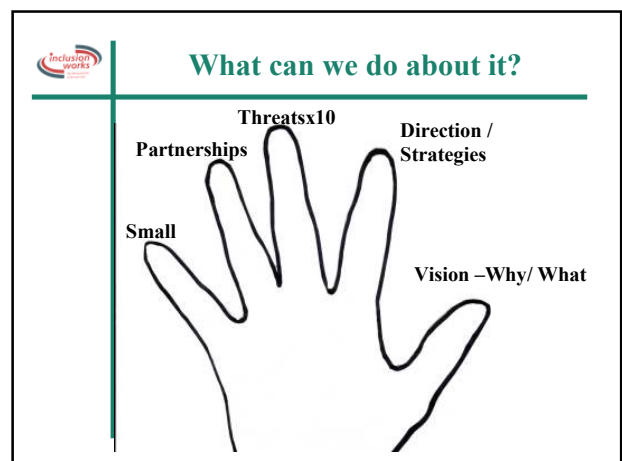 inclusion
works
What can we do about it?
Threatsx10
Partnerships
Direction /
Strategies
Small
Vision –Why/ What